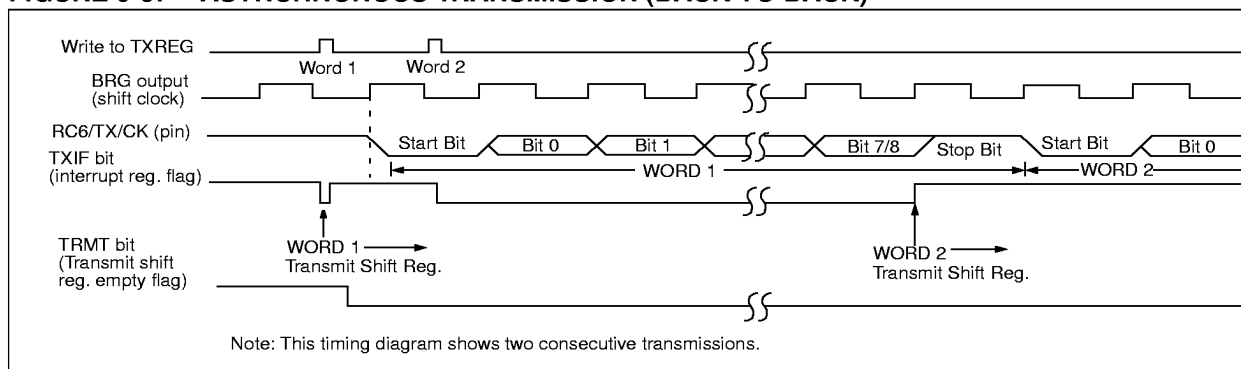 Write to TXREG
Word 1 Word 2
BRG output
(shift clock)
RC6/TX/CK (pin)
Start Bit Bit 0 Bit 1 Bit 7/8 Stop Bit Start Bit Bit 0
TXIF bit
(interrupt reg. flag)
WORD 1 WORD 2
TRMT bit
(Transmit shift
reg. empty flag)
WORD 1
Transmit Shift Reg.
WORD 2
Transmit Shift Reg.
Note: This timing diagram shows two consecutive transmissions.